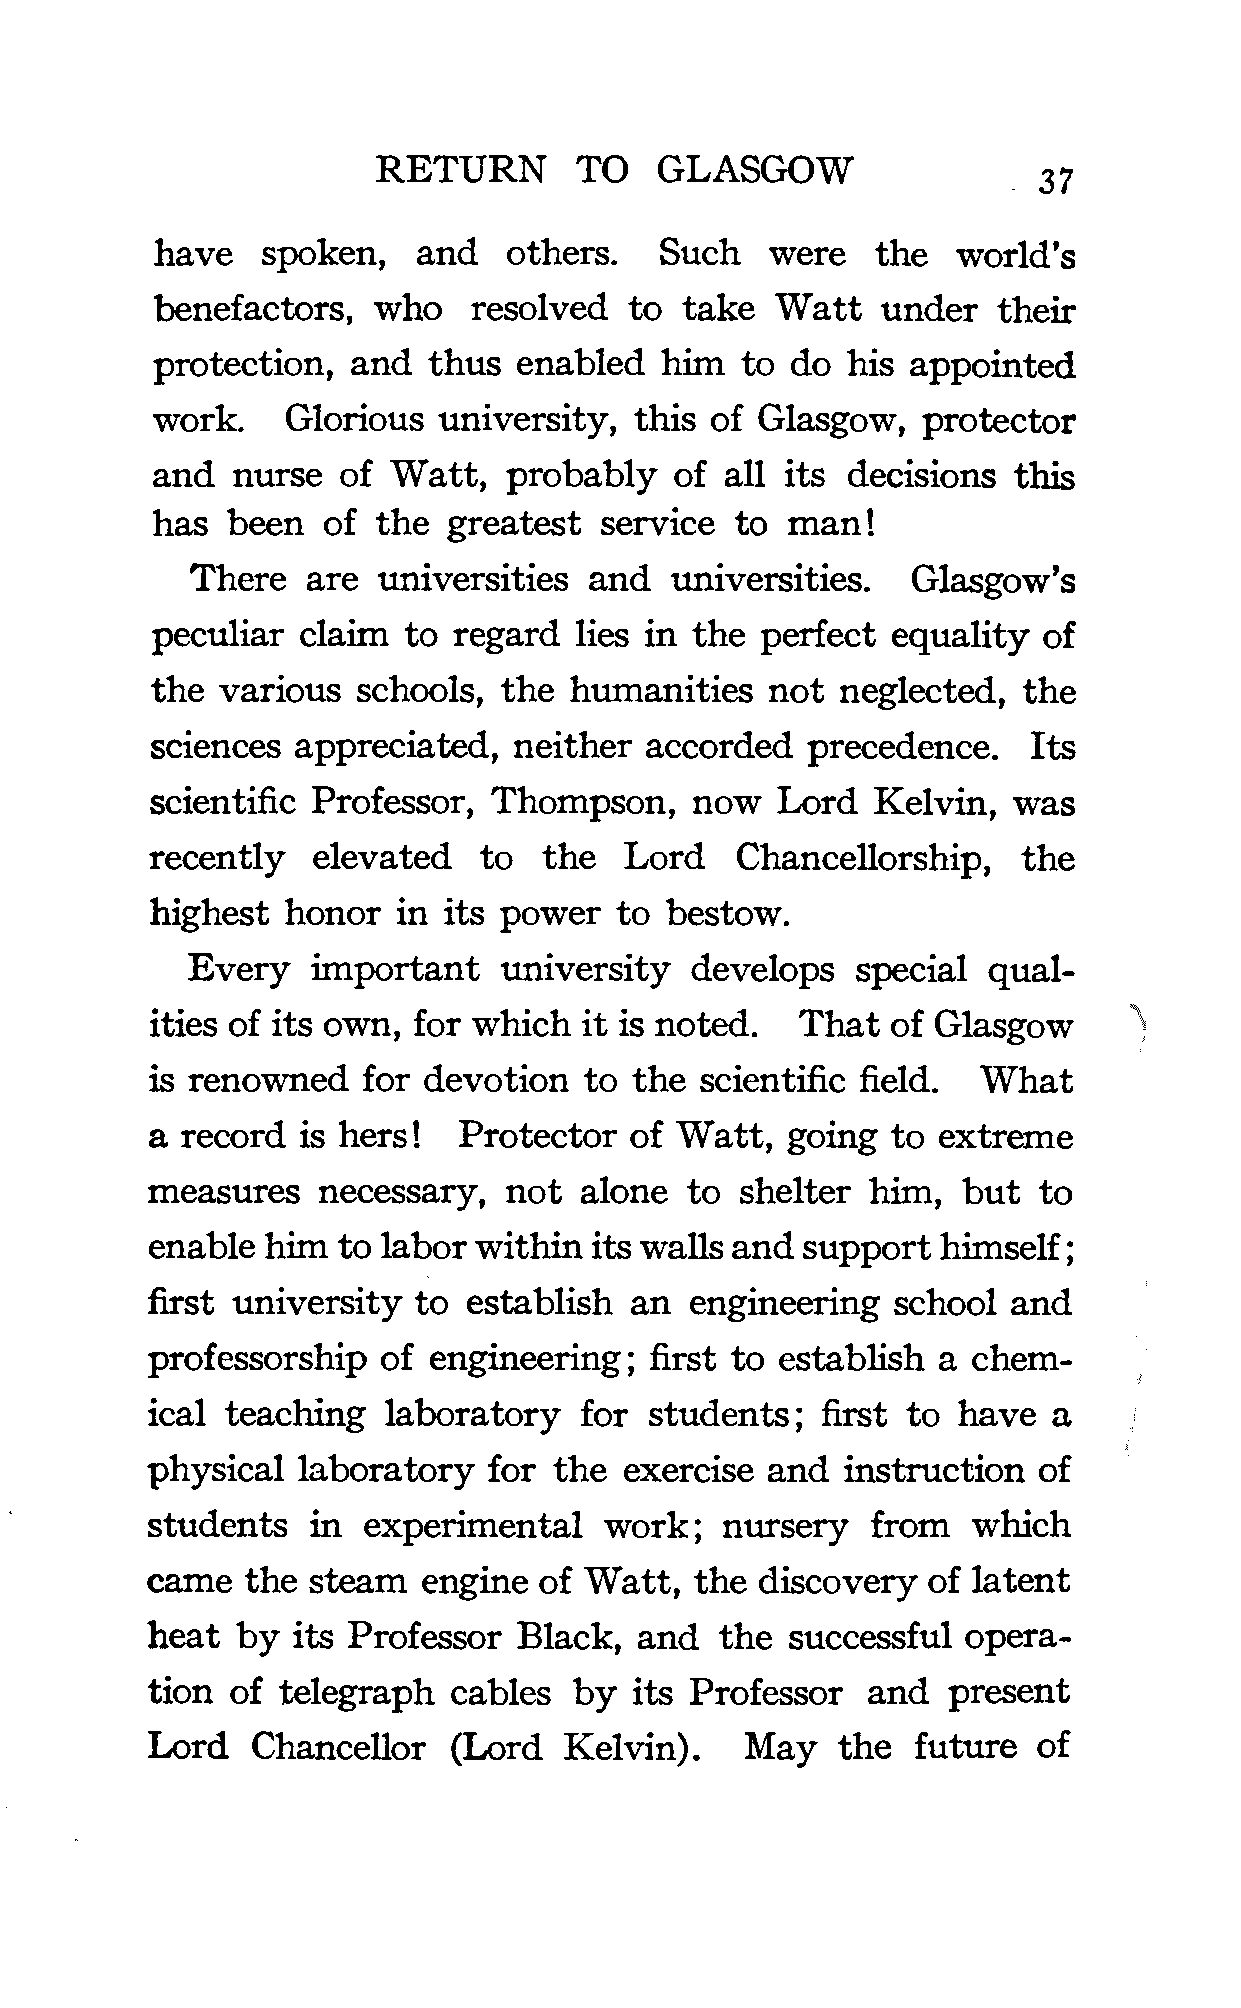 RETURN TO GLASGOW 37
have spoken, and others. Such were the world's
benefactors, who resolved to take Watt under their
protection, and thus enabled him to do his appointed
work. Glorious university, this of Glasgow, protector
and nurse of Watt, probably of all its decisions this
has been of the greatest service to man!
There are universities and universities. Glasgow's
peculiar claim to regard lies in the perfect equality of
the various schools, the humanities not neglected, the
sciences appreciated, neither accorded precedence. Its
scientific Professor, Thompson, now Lord Kelvin, was
recently elevated to the Lord Chancellorship, the
highest honor in its power to bestow.
Every important university develops special qual-
ities of its own, for which it is noted. That of Glasgow
is renowned for devotion to the scientific field. What
a record is hers! Protector of Watt, going to extreme
measures necessary, not alone to shelter him, but to
enable him to labor within its walls and support himself;
first university to establish an engineering school and
professorship of engineering; first to establish a chem-
ical teaching laboratory for students; first to have a
physical laboratory for the exercise and instruction of
students in experimental work; nursery from which
came the steam engine of Watt, the discovery of latent
heat by its Professor Black, and the successful opera-
tion of telegraph cables by its Professor and present
Lord Chancellor (Lord Kelvin). May the future of